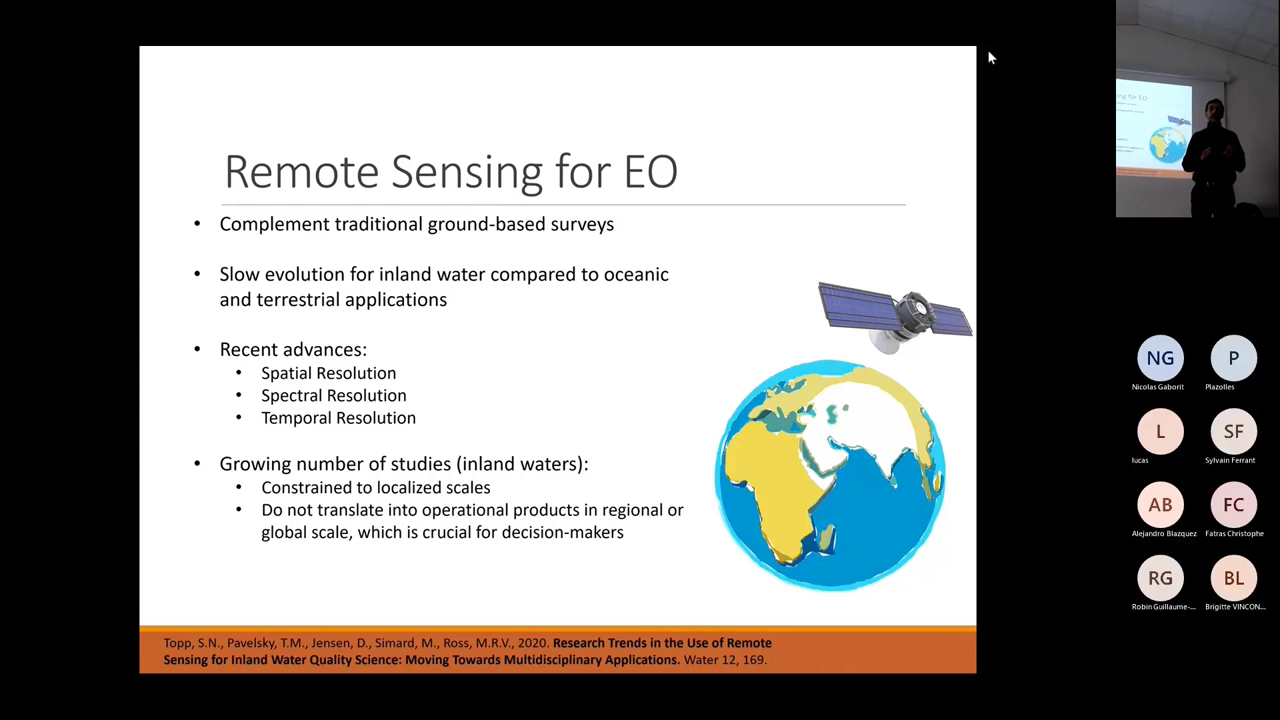 Remote Sensing for EO
• Complement traditional ground-based surveys
• Slow evolution for inland water compared to oceanic
and terrestrial applications
• Recent advances:
• Spatial Resolution
• Spectral Resolution
• Temporal Resolution
• Growing number of studies (inland waters):
• Constrained to localized scales
• Do not translate into operational products in regional or
global scale, which is crucial for decision-makers
Topp, S.N., Pavelsky, T.M., Jensen, D., Simard, M., Ross, M.R.V., 2020. Research Trends in the Use of Remote
Sensing for Inland Water Quality Science: Moving Towards Multidisciplinary Applications. Water 12, 169.
ng for EO
NG
Nicolas Gaborit
P
Plazolles
L
lucas
SF
Sylvain Ferrant
AB
Alejandro Blazquez
FC
Fatras Christophe
RG
Robin Guillaume-...
BL
Brigitte VINCON...